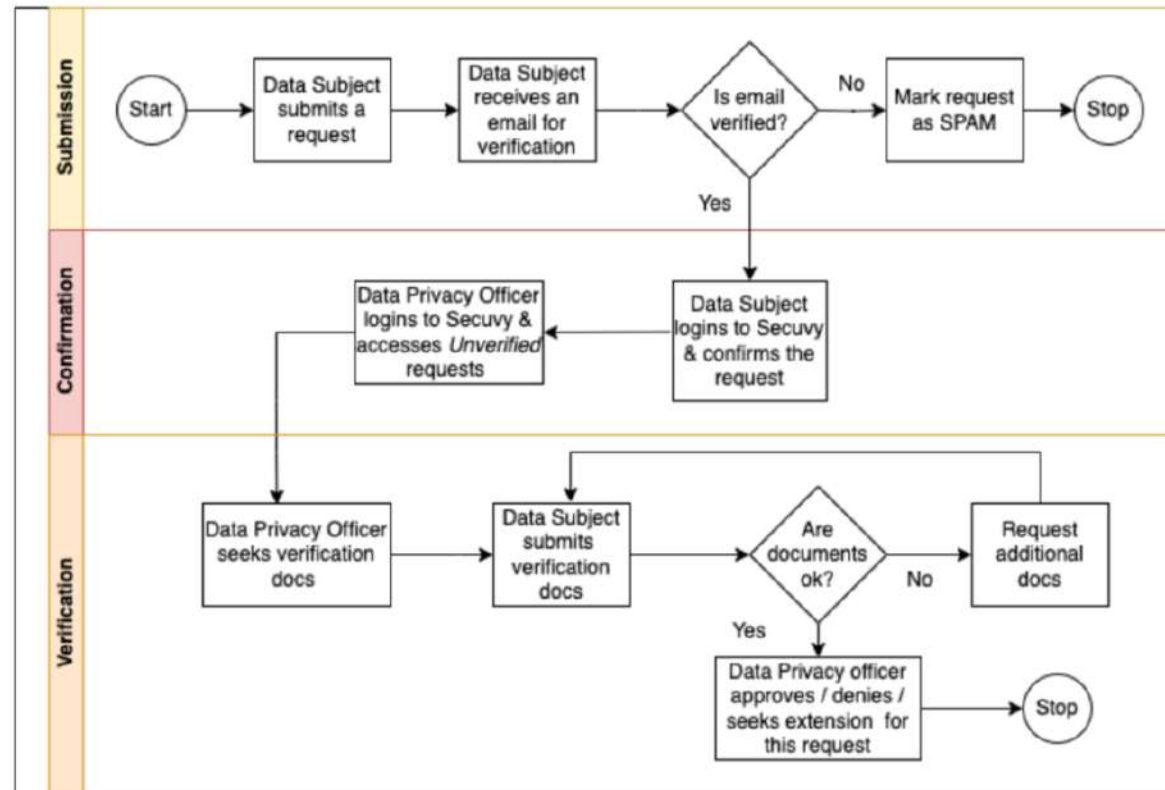 Submission
Start
Data Subject
submits a
request
Data Subject
receives an
email for
verification
Is email
verified?
No
Mark request
as SPAM
Stop
Yes
Confirmation
Data Privacy Officer
logins to Secuvy &
accesses Unverified
requests
Data Subject
logins to Secuvy
& confirms the
request
Verification
Data Privacy Officer
seeks verification
docs
Data Subject
submits
verification
docs
Are
documents
ok?
No
Request
additional
docs
Yes
Data Privacy officer
approves / denies /
seeks extension for
this request
Stop